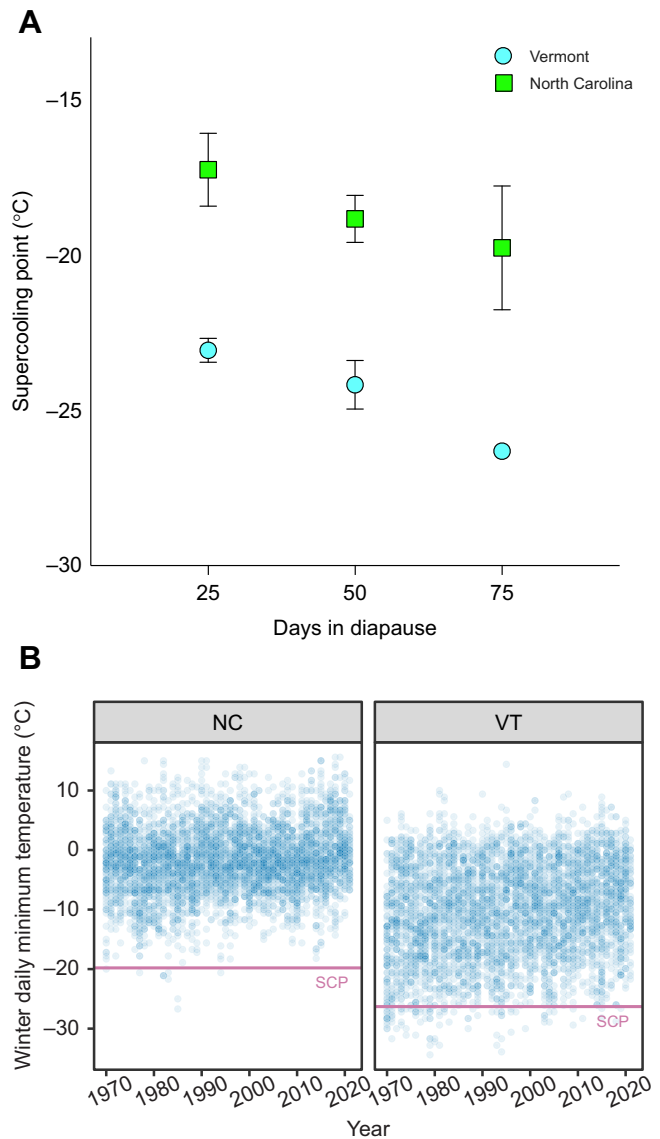 A
Vermont
North Carolina
Supercooling point (°C)
–15
–20
–25
–30
25 50 75
Days in diapause
B
NC VT
Winter daily minimum temperature (°C)
10
0
–10
–20
–30
SCP
SCP
1970 1980 1990 2000 2010 2020 1970 1980 1990 2000 2010 2020
Year